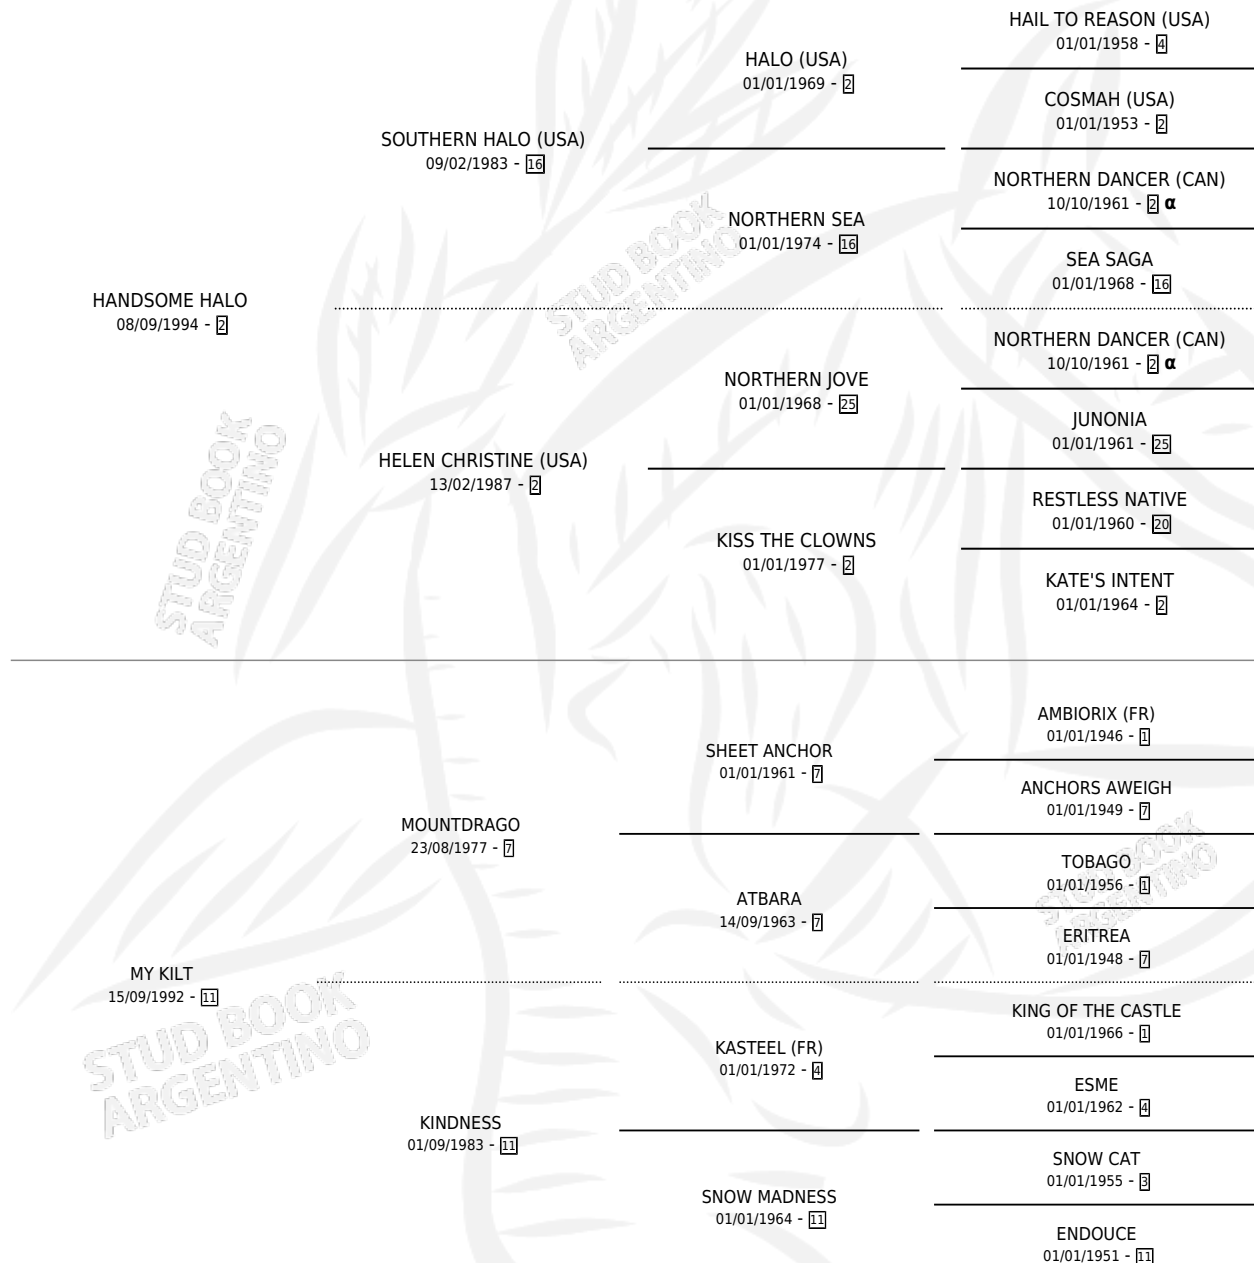 HAIL TO REASON (USA)
01/01/1958 - 4
HALO (USA)
01/01/1969 - 2
COSMAH (USA)
01/01/1953 - 2
SOUTHERN HALO (USA)
09/02/1983 - 16
NORTHERN DANCER (CAN)
10/10/1961 - 2 α
NORTHERN SEA
01/01/1974 - 16
SEA SAGA
01/01/1968 - 16
HANDSOME HALO
08/09/1994 - 2
NORTHERN DANCER (CAN)
10/10/1961 - 2 α
NORTHERN JOVE
01/01/1968 - 25
JUNONIA
01/01/1961 - 25
HELEN CHRISTINE (USA)
13/02/1987 - 2
RESTLESS NATIVE
01/01/1960 - 20
KISS THE CLOWNS
01/01/1977 - 2
KATE'S INTENT
01/01/1964 - 2
AMBIORIX (FR)
01/01/1946 - 1
SHEET ANCHOR
01/01/1961 - 7
ANCHORS AWEIGH
01/01/1949 - 7
MOUNTDRAGO
23/08/1977 - 7
TOBAGO
01/01/1956 - 1
ATBARA
14/09/1963 - 7
ERITREA
01/01/1948 - 7
MY KILT
15/09/1992 - 11
KING OF THE CASTLE
01/01/1966 - 1
KASTEEL (FR)
01/01/1972 - 4
ESME
01/01/1962 - 4
KINDNESS
01/09/1983 - 11
SNOW CAT
01/01/1955 - 3
SNOW MADNESS
01/01/1964 - 11
ENDOUCE
01/01/1951 - 11
STUD BOOK
ARGENTINO
STUD BOOK
ARGENTINO
STUD BOOK
ARGENTINO
STUD BOOK
ARGENTINO